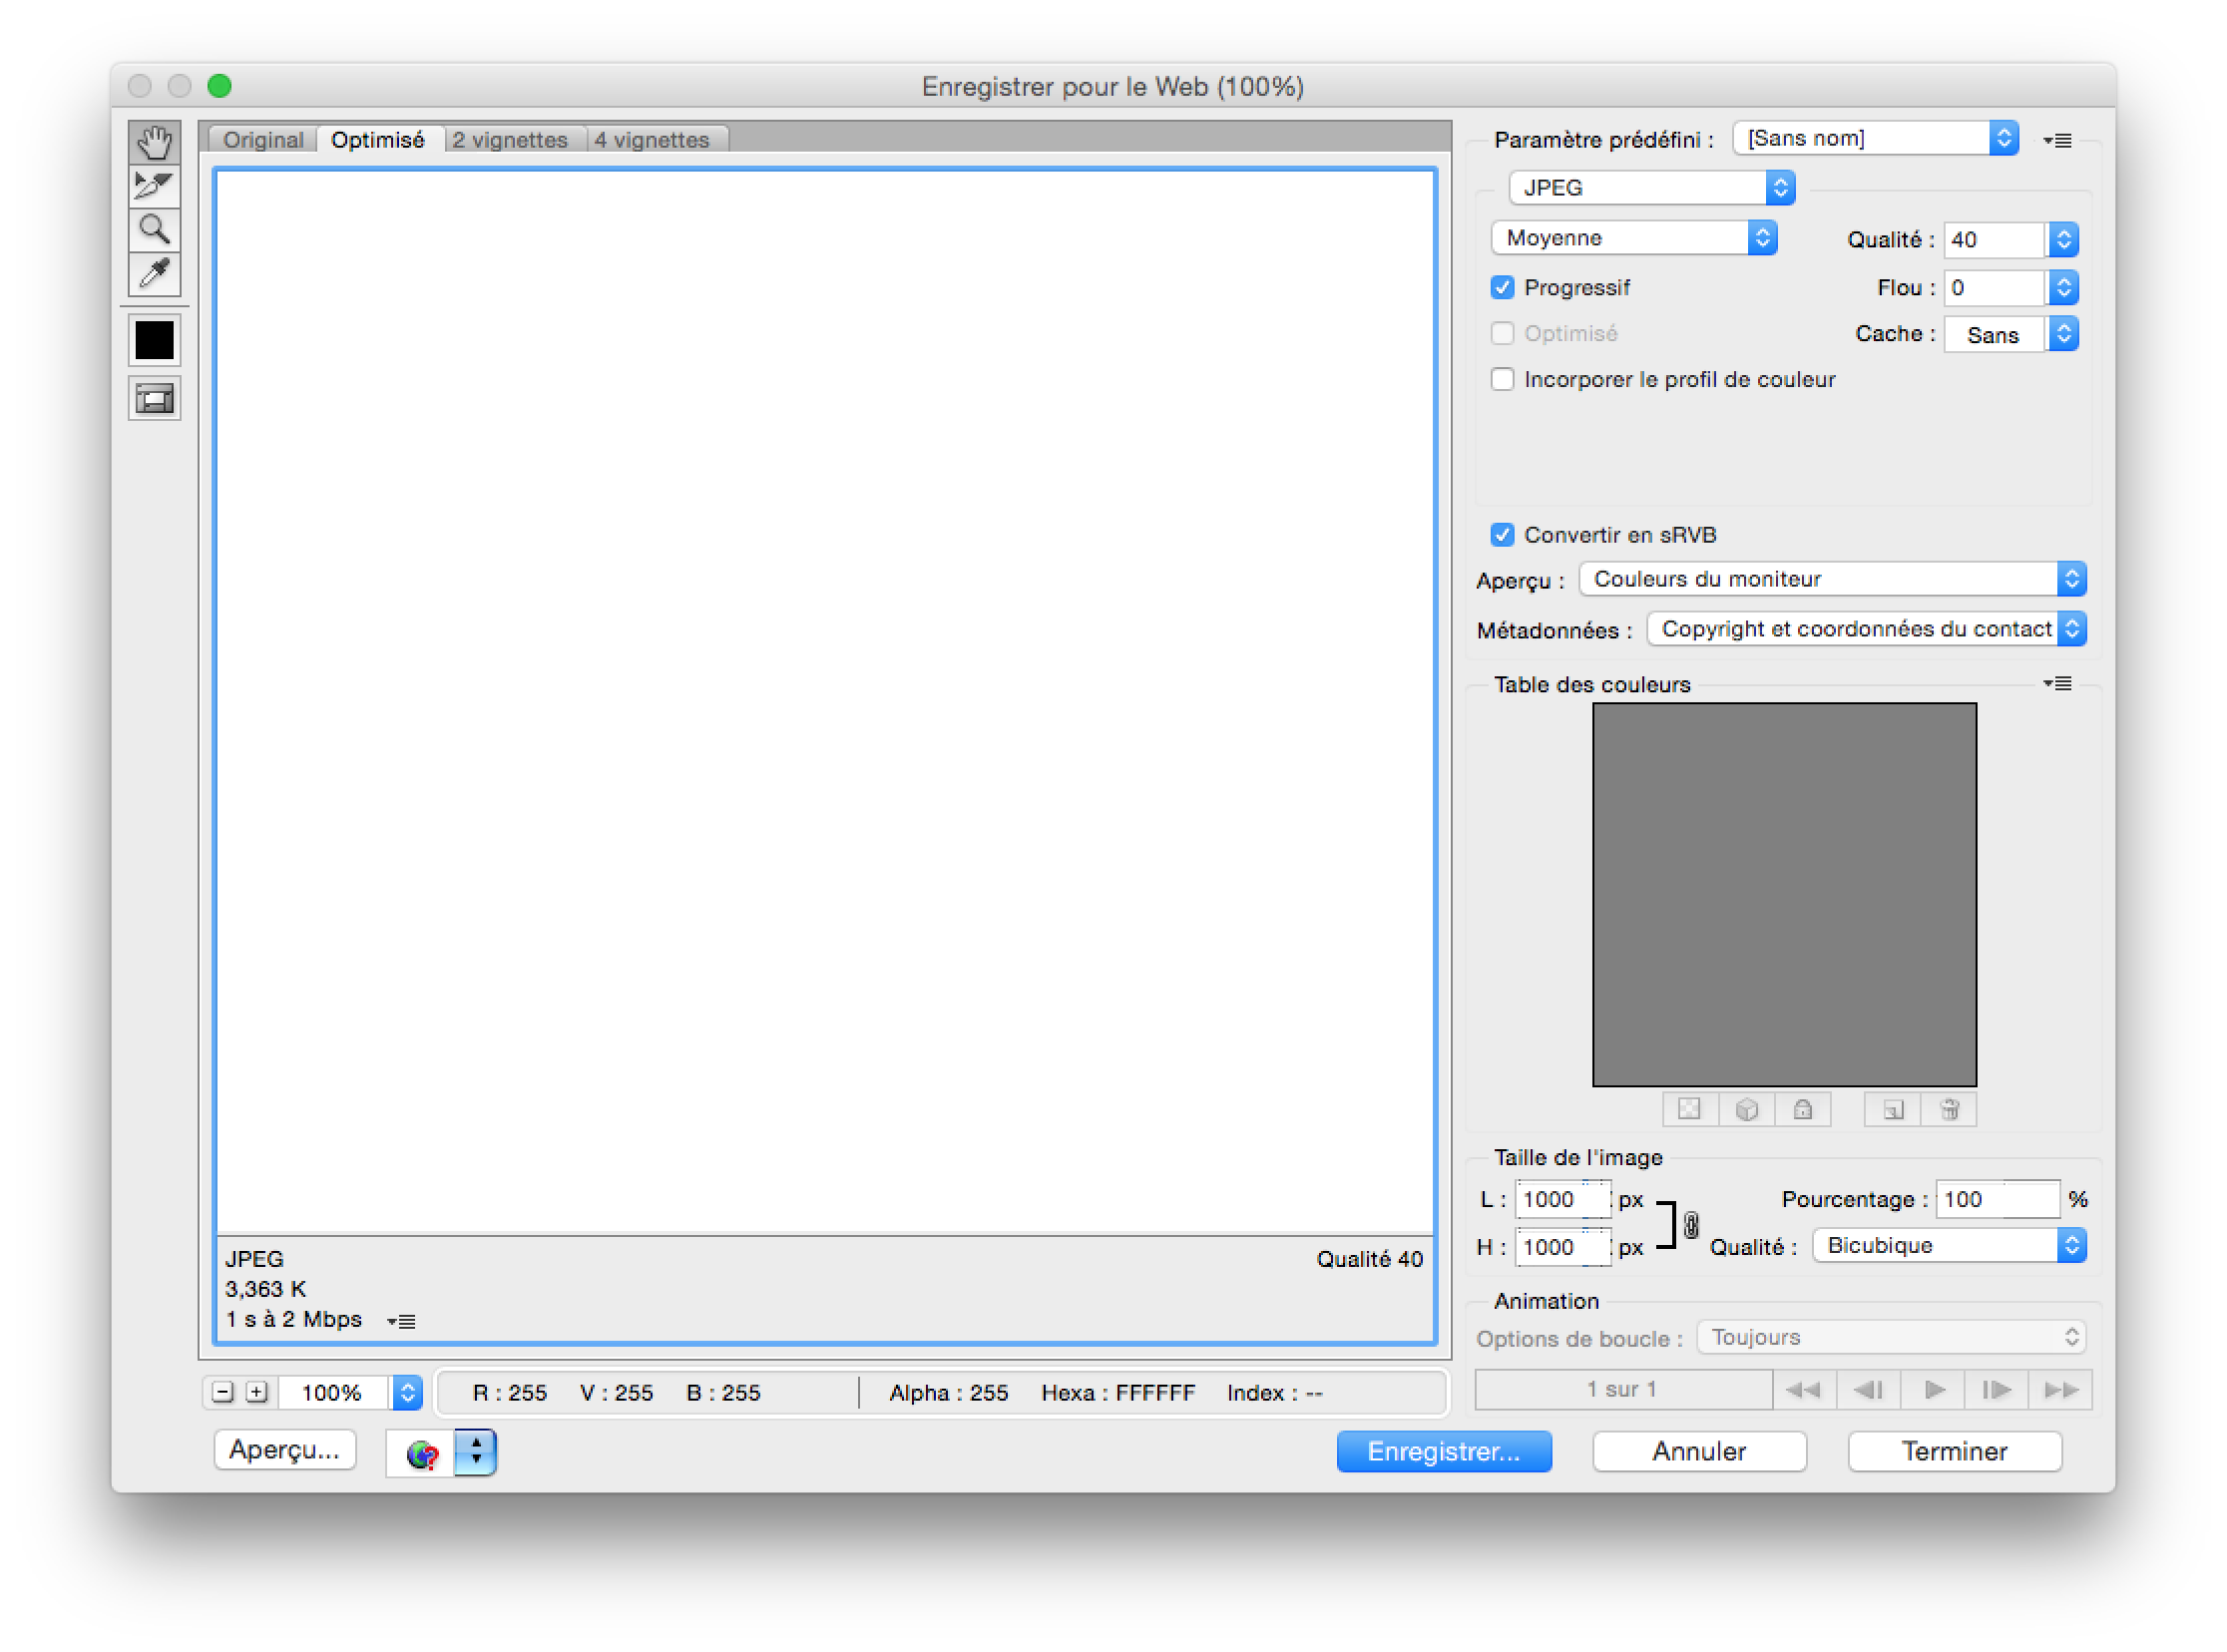 Enregistrer pour le Web (100%)
Original Optimisé 2 vignettes 4 vignettes
JPEG Qualité 40
3,363 K
1 s à 2 Mbps
100% R : 255 V : 255 B : 255 Alpha : 255 Hexa : FFFFFF Index : --
Aperçu...
Paramètre prédéfini : [Sans nom]
JPEG
Moyenne Qualité : 40
Progressif Flou : 0
Optimisé Cache : Sans
Incorporer le profil de couleur
Convertir en sRVB
Aperçu : Couleurs du moniteur
Métadonnées : Copyright et coordonnées du contact
Table des couleurs
Taille de l'image
L : 1000 px Pourcentage : 100 %
H : 1000 px Qualité : Bicubique
Animation
Options de boucle : Toujours
1 sur 1
Enregistrer... Annuler Terminer